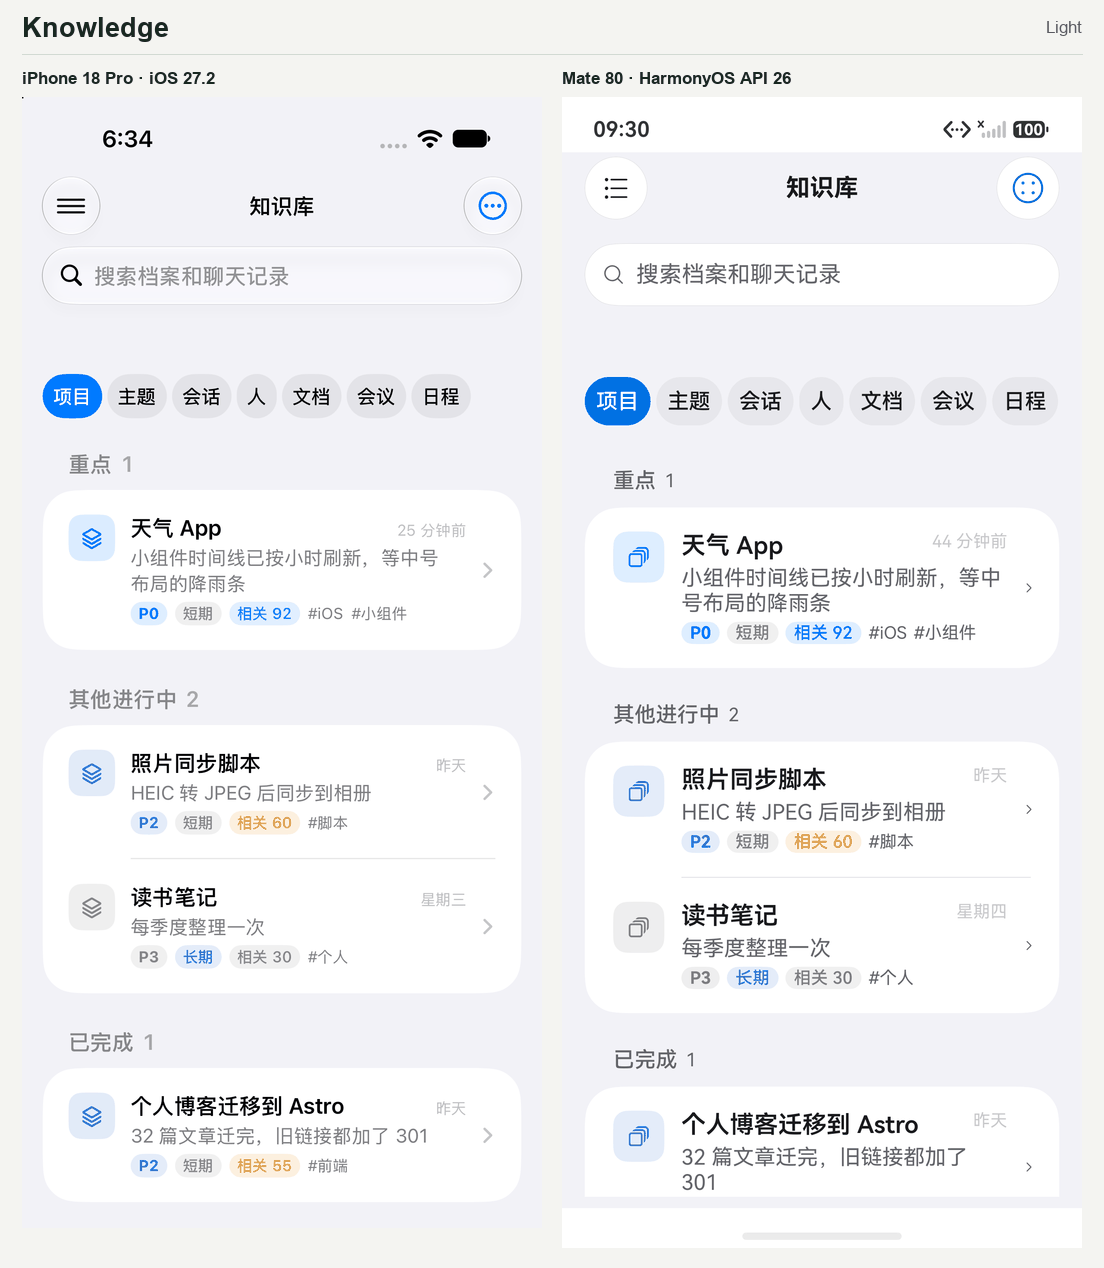 Knowledge
Light
iPhone 18 Pro · iOS 27.2
6:34
知识库
搜索档案和聊天记录
项目 主题 会话 人 文档 会议 日程
重点 1
天气 App 25 分钟前
小组件时间线已按小时刷新，等中号
布局的降雨条
P0 短期 相关 92 #iOS #小组件
其他进行中 2
照片同步脚本 昨天
HEIC 转 JPEG 后同步到相册
P2 短期 相关 60 #脚本
读书笔记 星期三
每季度整理一次
P3 长期 相关 30 #个人
已完成 1
个人博客迁移到 Astro 昨天
32 篇文章迁完，旧链接都加了 301
P2 短期 相关 55 #前端
Mate 80 · HarmonyOS API 26
09:30 100
知识库
搜索档案和聊天记录
项目 主题 会话 人 文档 会议 日程
重点 1
天气 App 44 分钟前
小组件时间线已按小时刷新，等中
号布局的降雨条
P0 短期 相关 92 #iOS #小组件
其他进行中 2
照片同步脚本 昨天
HEIC 转 JPEG 后同步到相册
P2 短期 相关 60 #脚本
读书笔记 星期四
每季度整理一次
P3 长期 相关 30 #个人
已完成 1
个人博客迁移到 Astro 昨天
32 篇文章迁完，旧链接都加了
301